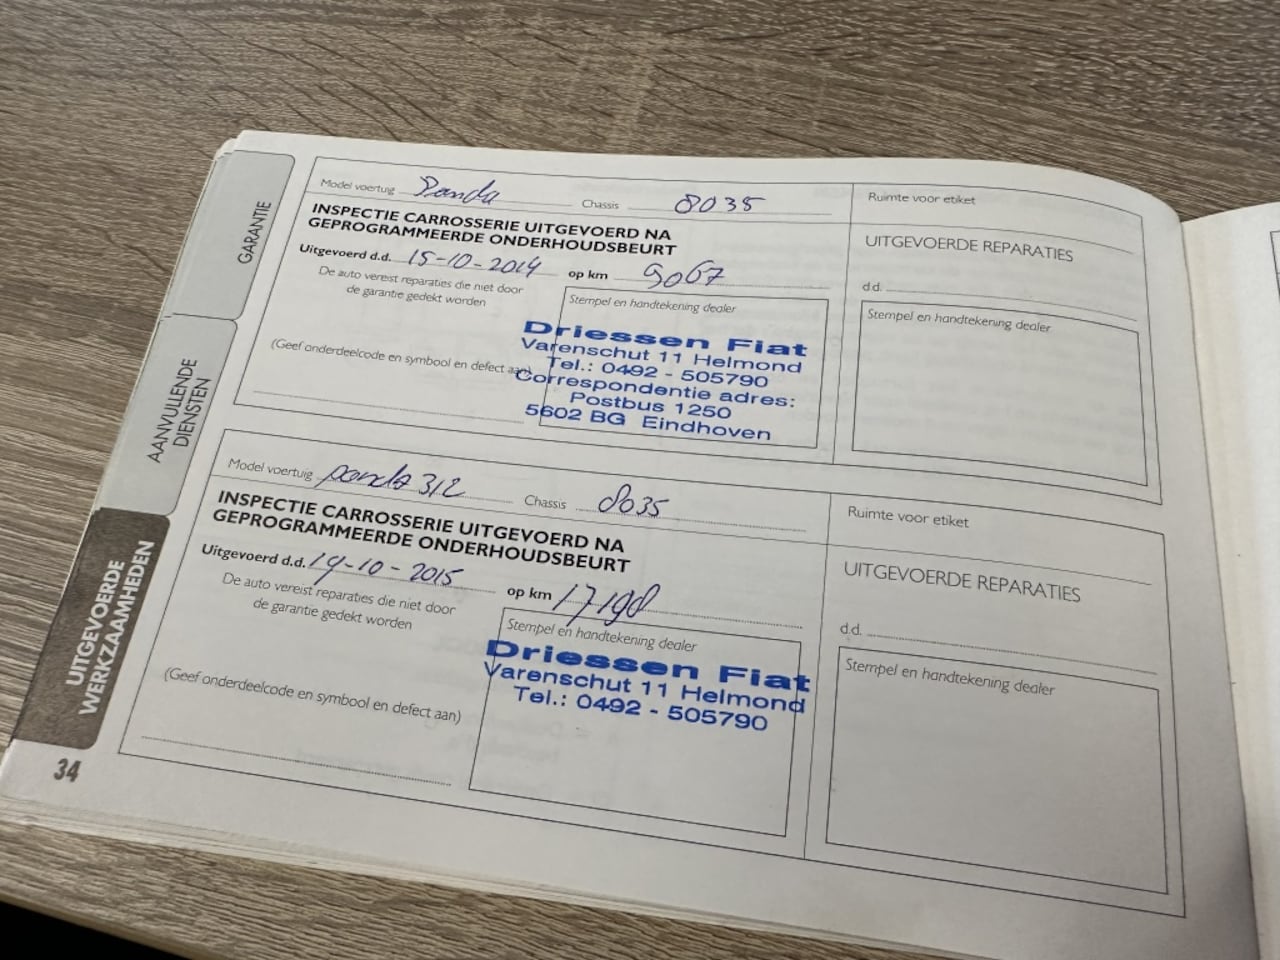 GARANTIE
AANVULLENDE
DIENSTEN
UITGEVOERDE
WERKZAAMHEDEN
34
Model voertuig Panda Chassis 8035
INSPECTIE CARROSSERIE UITGEVOERD NA
GEPROGRAMMEERDE ONDERHOUDSBEURT
Uitgevoerd d.d. 15-10-2014 op km 9067
De auto vereist reparaties die niet door
de garantie gedekt worden
(Geef onderdeelcode en symbool en defect aan)
Stempel en handtekening dealer
Driessen Fiat
Varenschut 11 Helmond
Tel.: 0492 - 505790
Correspondentie adres:
Postbus 1250
5602 BG Eindhoven
Ruimte voor etiket
UITGEVOERDE REPARATIES
d.d.
Stempel en handtekening dealer
Model voertuig panda 312 Chassis 8035
INSPECTIE CARROSSERIE UITGEVOERD NA
GEPROGRAMMEERDE ONDERHOUDSBEURT
Uitgevoerd d.d. 14-10-2015 op km 17198
De auto vereist reparaties die niet door
de garantie gedekt worden
(Geef onderdeelcode en symbool en defect aan)
Stempel en handtekening dealer
Driessen Fiat
Varenschut 11 Helmond
Tel.: 0492 - 505790
Ruimte voor etiket
UITGEVOERDE REPARATIES
d.d.
Stempel en handtekening dealer